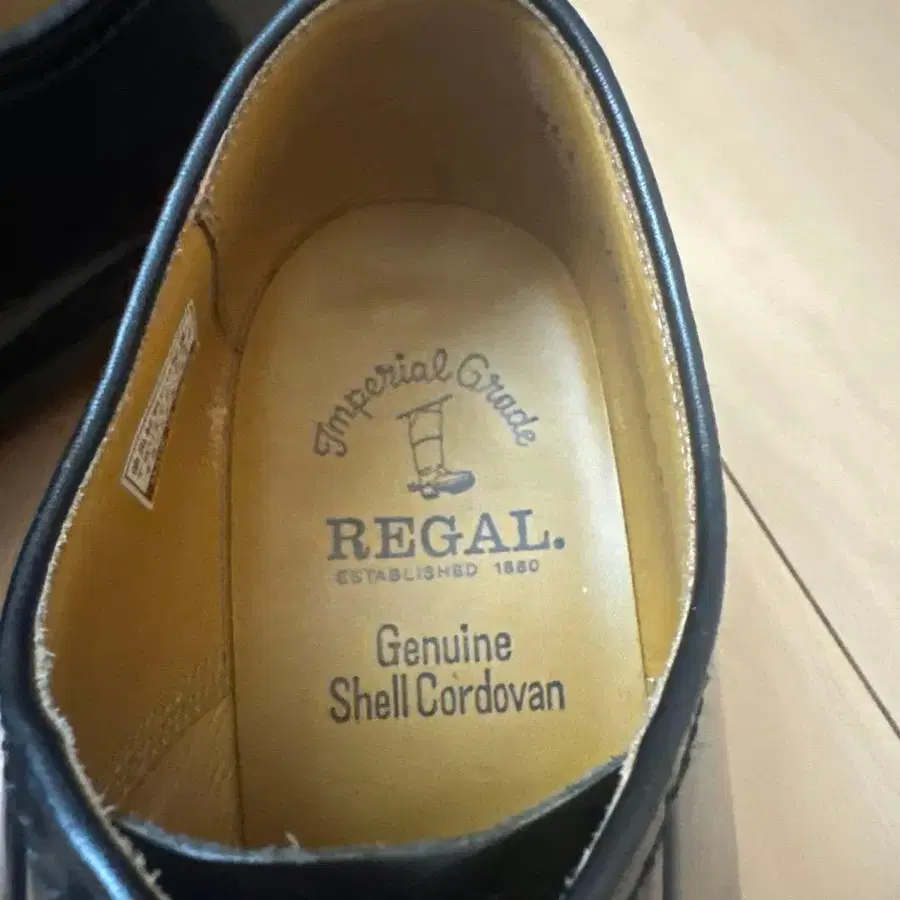 Imperial Grade
REGAL.
ESTABLISHED 1880
Genuine
Shell Cordovan